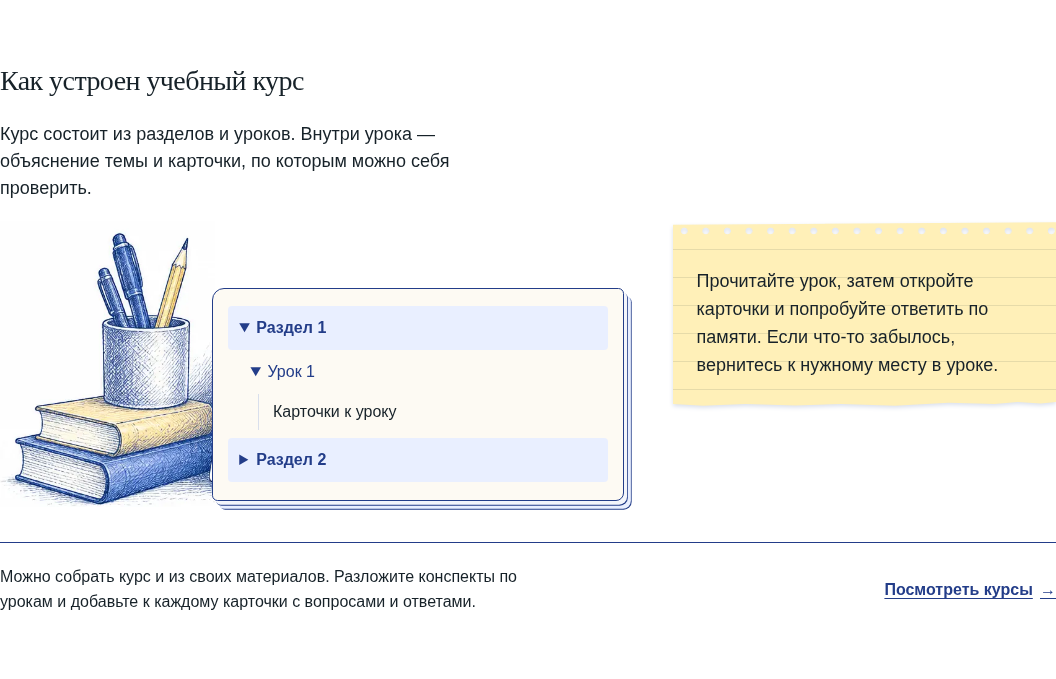 Как устроен учебный курс
Курс состоит из разделов и уроков. Внутри урока —
объяснение темы и карточки, по которым можно себя
проверить.
Раздел 1
Урок 1
Карточки к уроку
Раздел 2
Прочитайте урок, затем откройте
карточки и попробуйте ответить по
памяти. Если что-то забылось,
вернитесь к нужному месту в уроке.
Можно собрать курс и из своих материалов. Разложите конспекты по
урокам и добавьте к каждому карточки с вопросами и ответами.
Посмотреть курсы →